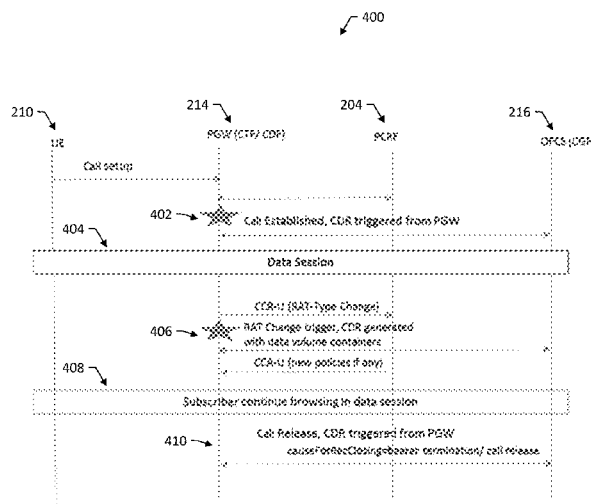 400
210
214
204
216
UE
PGW (CTF/ CDF)
PCRF
OFCS (CGF
Call setup
402
Call Established, CDR triggered from PGW
404
Data Session
CCR-U (RAT-Type Change)
406
RAT Change trigger, CDR generated
with data volume containers
CCA-U (new policies if any)
408
Subscriber continue browsing in data session
Call Release, CDR triggered from PGW
410
causeForRecClosing=bearer termination/ call release